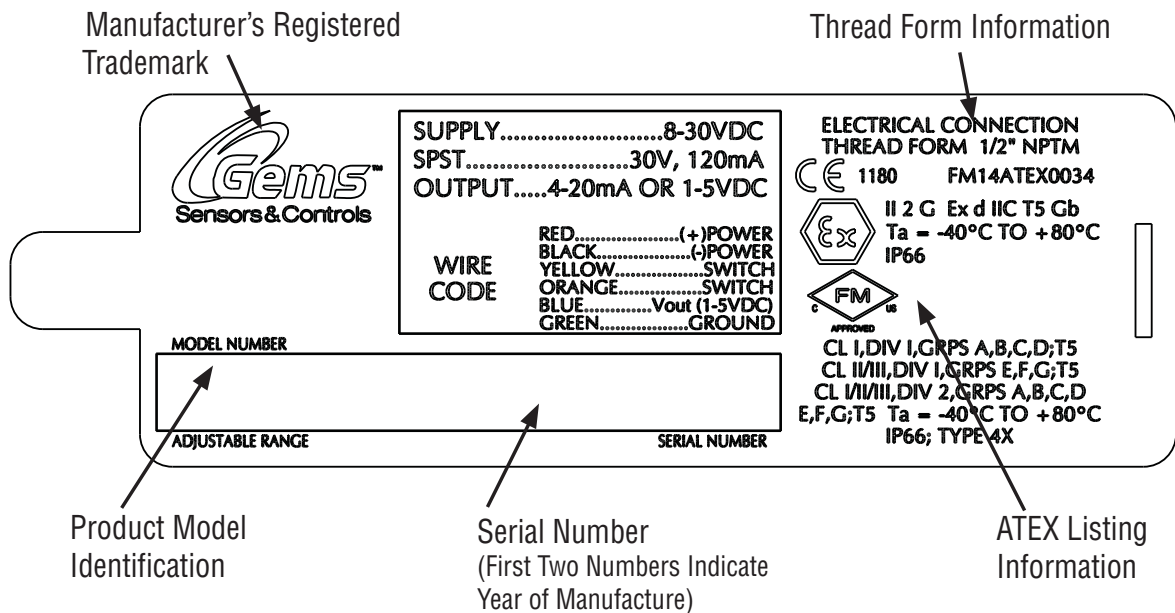 Manufacturer's Registered
Trademark
Thread Form Information
Gems™
Sensors & Controls
SUPPLY............................8-30VDC
SPST............................30V, 120mA
OUTPUT.....4-20mA OR 1-5VDC
WIRE
CODE
RED......................(+)POWER
BLACK....................(-)POWER
YELLOW..................SWITCH
ORANGE.................SWITCH
BLUE..............Vout (1-5VDC)
GREEN..................GROUND
ELECTRICAL CONNECTION
THREAD FORM 1/2" NPTM
CE 1180 FM14ATEX0034
Ex
II 2 G Ex d IIC T5 Gb
Ta = -40°C TO +80°C
IP66
C FM US
APPROVED
CL I,DIV I,GRPS A,B,C,D;T5
CL II/III,DIV I,GRPS E,F,G;T5
CL I/II/III,DIV 2,GRPS A,B,C,D
E,F,G;T5 Ta = -40°C TO +80°C
IP66; TYPE 4X
MODEL NUMBER
ADJUSTABLE RANGE SERIAL NUMBER
Product Model
Identification
Serial Number
(First Two Numbers Indicate
Year of Manufacture)
ATEX Listing
Information